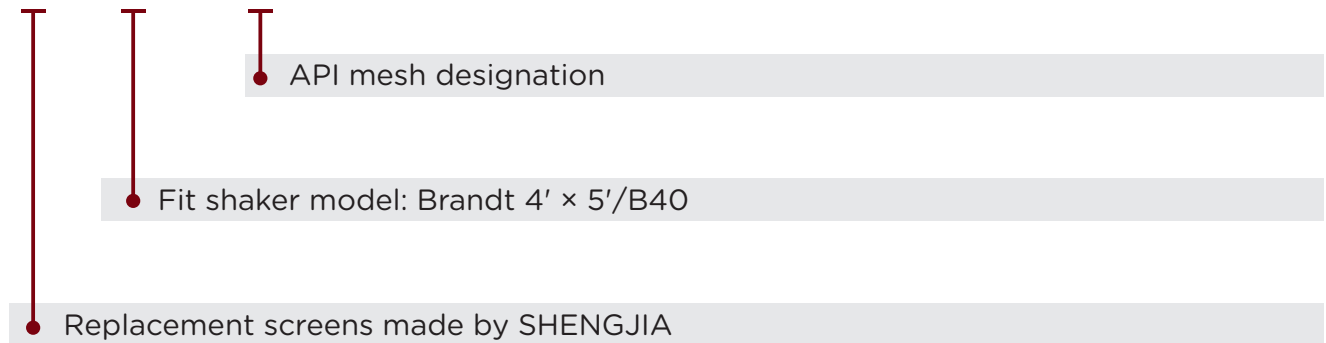 API mesh designation
Fit shaker model: Brandt 4' × 5'/B40
Replacement screens made by SHENGJIA